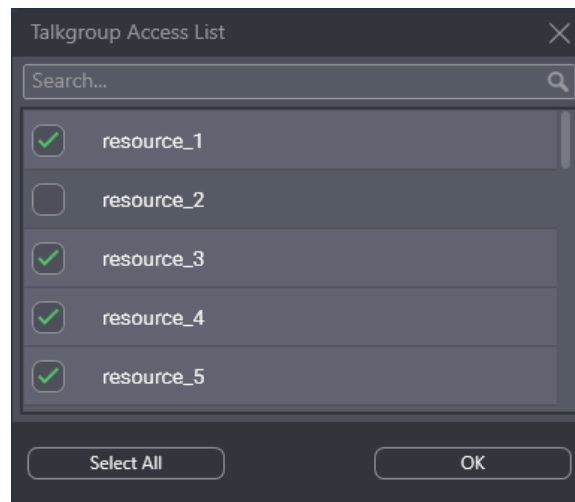 Talkgroup Access List
Search...
resource_1
resource_2
resource_3
resource_4
resource_5
Select All
OK